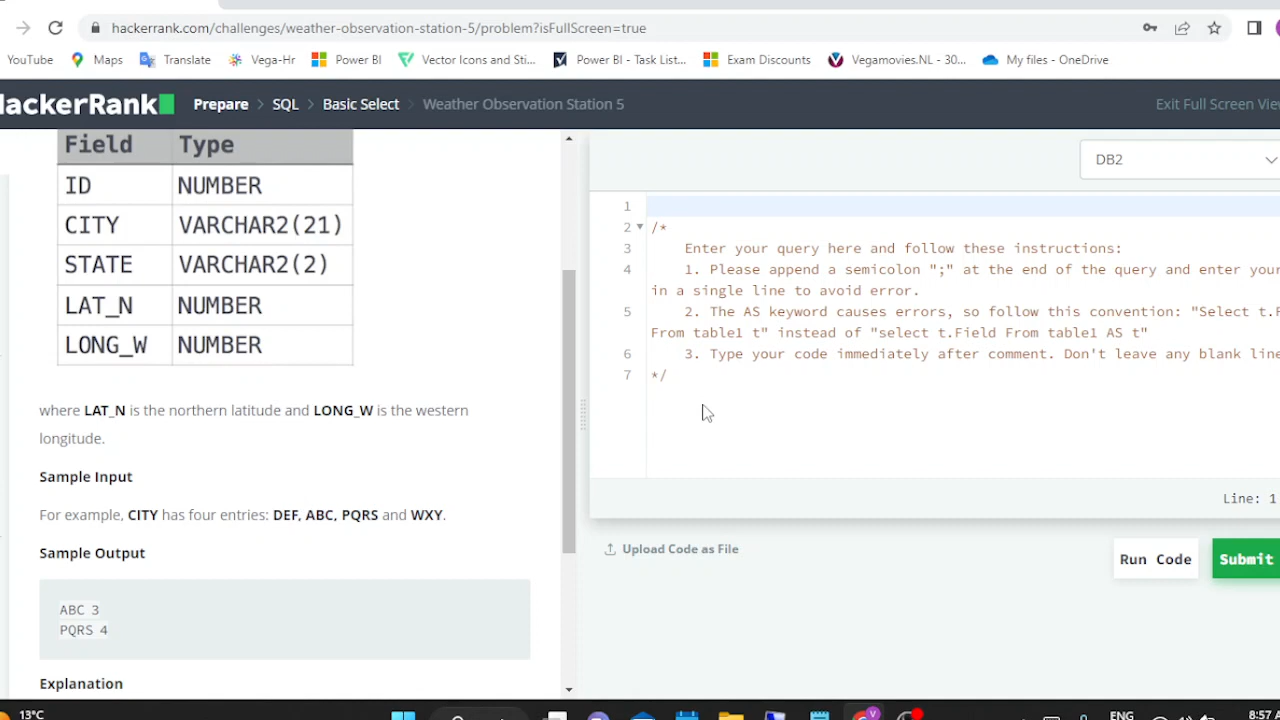 hackerrank.com/challenges/weather-observation-station-5/problem?isFullScreen=true
YouTube Maps Translate Vega-Hr Power BI Vector Icons and Sti... Power BI - Task List... Exam Discounts Vegamovies.NL - 30... My files - OneDrive
HackerRank Prepare > SQL > Basic Select > Weather Observation Station 5 Exit Full Screen Vie
Field Type
ID NUMBER
CITY VARCHAR2(21)
STATE VARCHAR2(2)
LAT_N NUMBER
LONG_W NUMBER
where LAT_N is the northern latitude and LONG_W is the western
longitude.
Sample Input
For example, CITY has four entries: DEF, ABC, PQRS and WXY.
Sample Output
ABC 3
PQRS 4
Explanation
DB2
1
2 /*
3 Enter your query here and follow these instructions:
4 1. Please append a semicolon ";" at the end of the query and enter your
in a single line to avoid error.
5 2. The AS keyword causes errors, so follow this convention: "Select t.F
From table1 t" instead of "select t.Field From table1 AS t"
6 3. Type your code immediately after comment. Don't leave any blank line
7 */
Line: 1
Upload Code as File
Run Code Submit
13°C
ENG
8:57